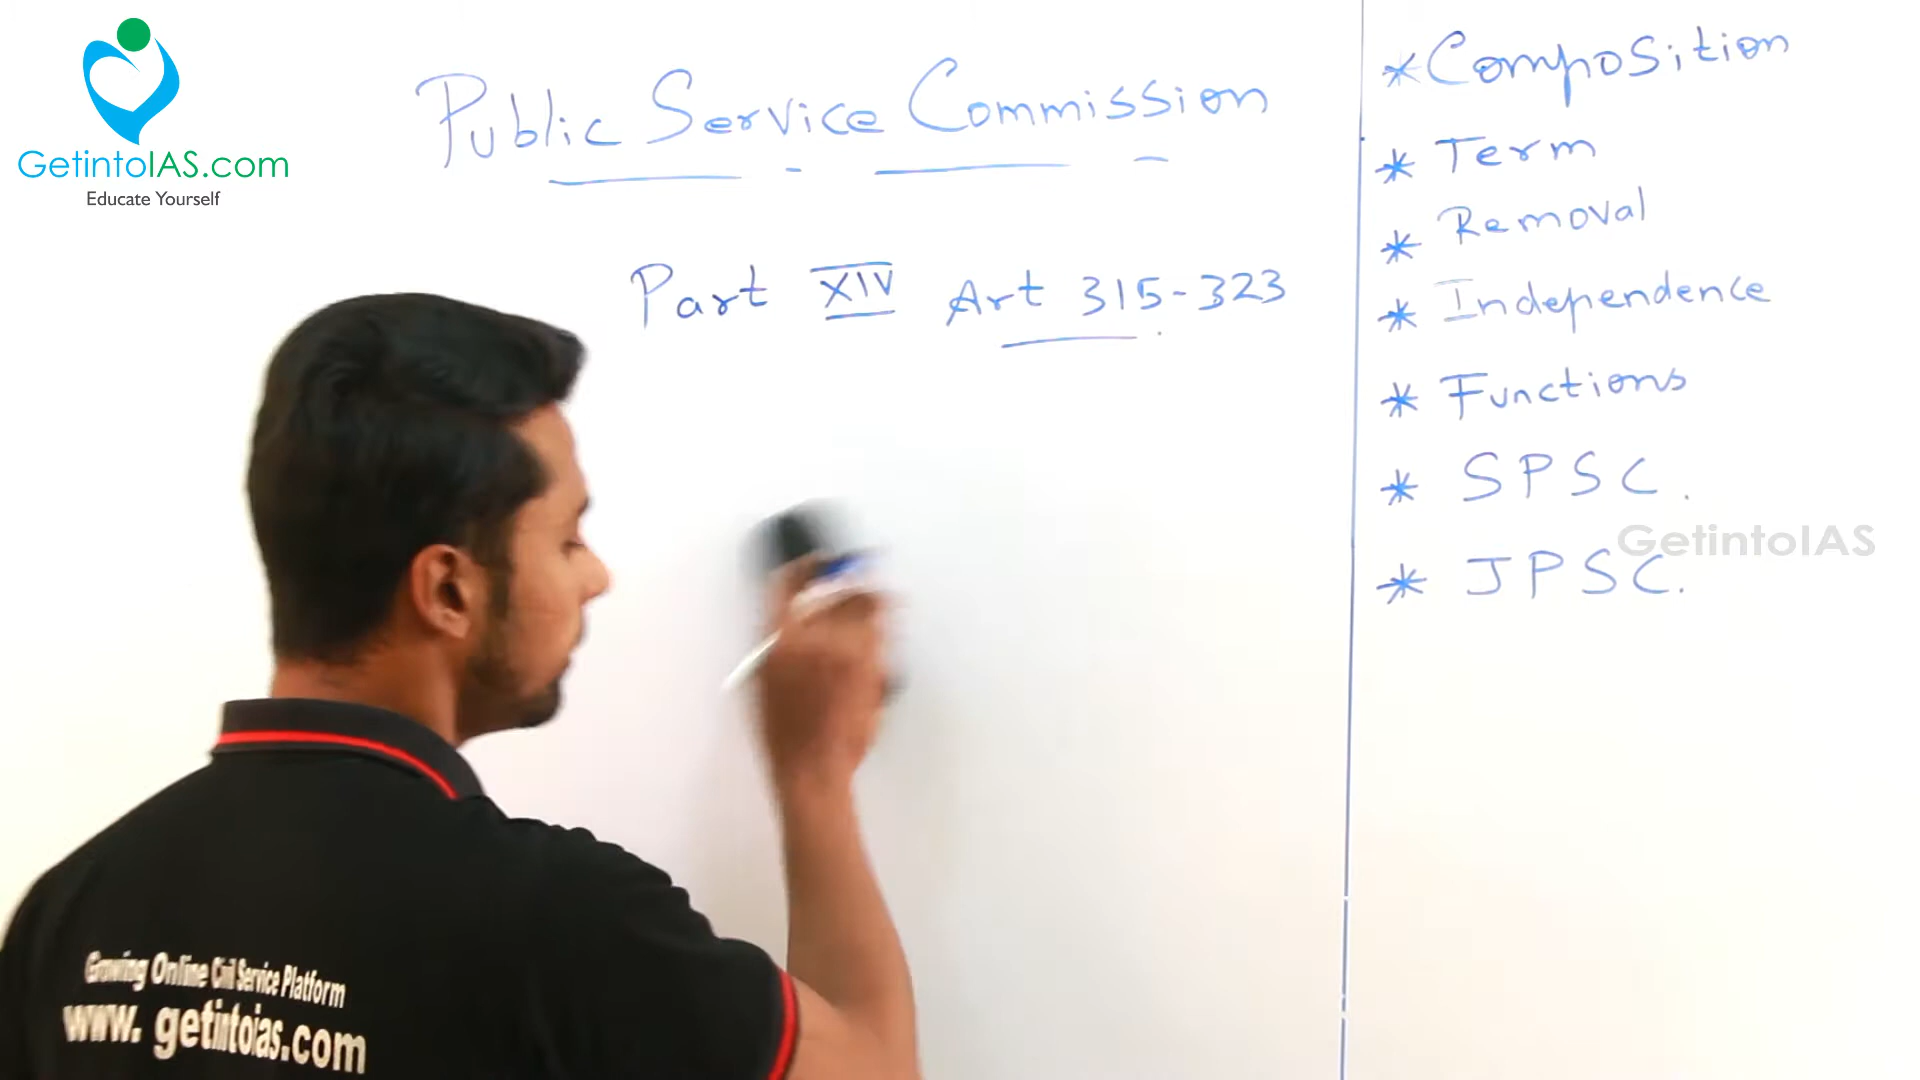 GetintoIAS.com
Educate Yourself
Public Service Commission
Part XIV Art 315-323
* Composition
* Term
* Removal
* Independence
* Functions
* SPSC.
GetintoIAS
* JPSC.
Growing Online Civil Service Platform
www.getintoias.com